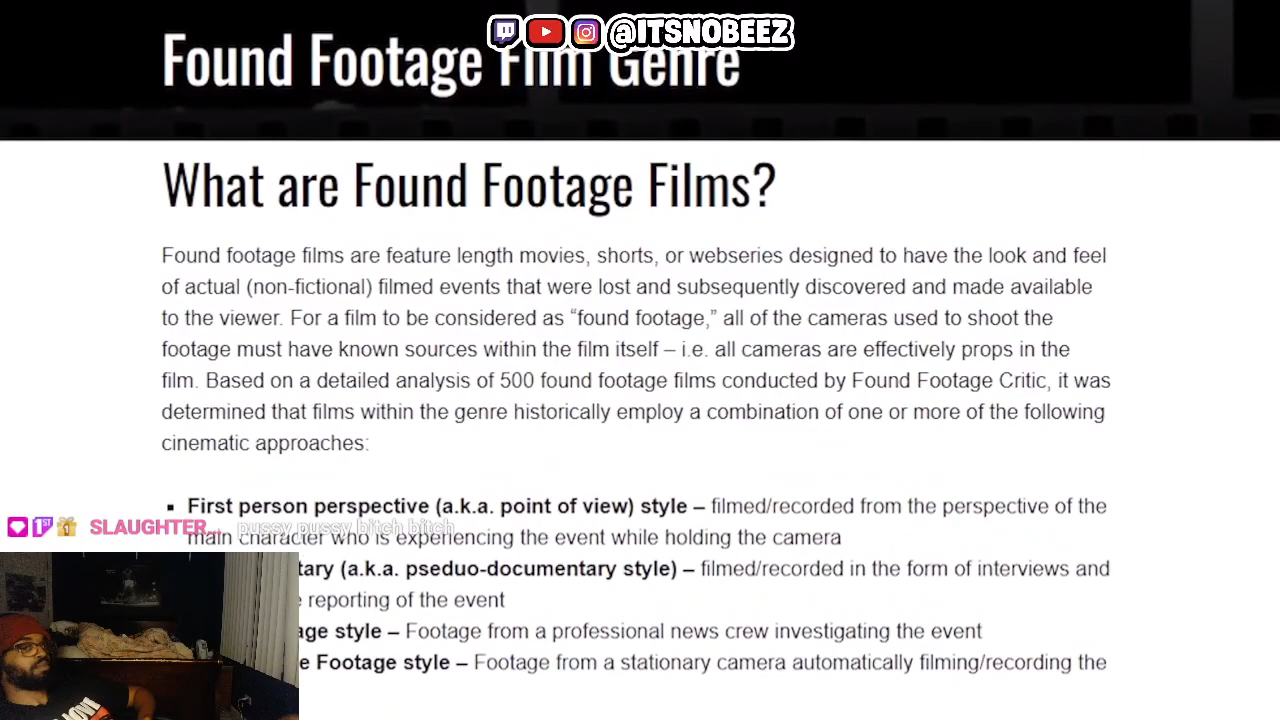 @ITSNOBEEZ
Found Footage Film Genre
What are Found Footage Films?
Found footage films are feature length movies, shorts, or webseries designed to have the look and feel
of actual (non-fictional) filmed events that were lost and subsequently discovered and made available
to the viewer. For a film to be considered as “found footage,” all of the cameras used to shoot the
footage must have known sources within the film itself – i.e. all cameras are effectively props in the
film. Based on a detailed analysis of 500 found footage films conducted by Found Footage Critic, it was
determined that films within the genre historically employ a combination of one or more of the following
cinematic approaches:
First person perspective (a.k.a. point of view) style – filmed/recorded from the perspective of the
1ST 1 SLAUGHTER... pussy pussy bitch bitch
main character who is experiencing the event while holding the camera
tary (a.k.a. pseduo-documentary style) – filmed/recorded in the form of interviews and
e reporting of the event
age style – Footage from a professional news crew investigating the event
e Footage style – Footage from a stationary camera automatically filming/recording the